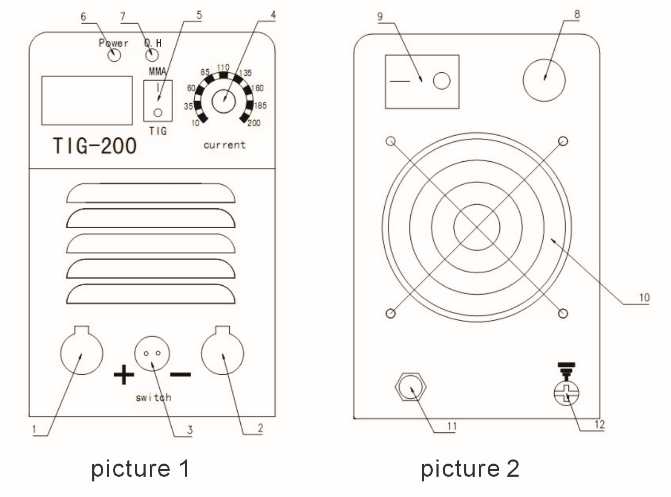 6 7 5 4
Power O.H
MMA
TIG
10 35 60 85 110 135 160 185 200
current
TIG-200
+ −
switch
1 3 2
picture 1
9 8
10
11 12
picture 2